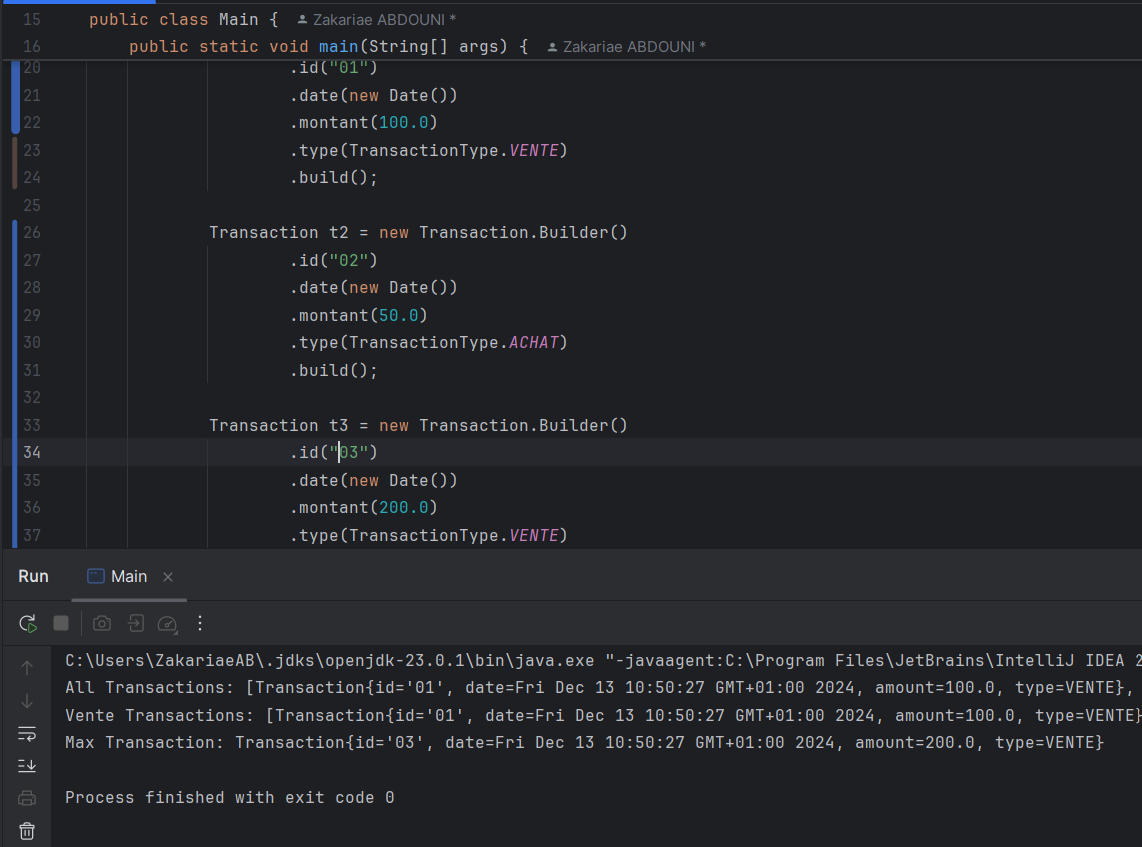 15 public class Main { Zakariae ABDOUNI *
16 public static void main(String[] args) { Zakariae ABDOUNI *
20 .id("01")
21 .date(new Date())
22 .montant(100.0)
23 .type(TransactionType.VENTE)
24 .build();
25
26 Transaction t2 = new Transaction.Builder()
27 .id("02")
28 .date(new Date())
29 .montant(50.0)
30 .type(TransactionType.ACHAT)
31 .build();
32
33 Transaction t3 = new Transaction.Builder()
34 .id("03")
35 .date(new Date())
36 .montant(200.0)
37 .type(TransactionType.VENTE)
Run Main
C:\Users\ZakariaeAB\.jdks\openjdk-23.0.1\bin\java.exe "-javaagent:C:\Program Files\JetBrains\IntelliJ IDEA 2
All Transactions: [Transaction{id='01', date=Fri Dec 13 10:50:27 GMT+01:00 2024, amount=100.0, type=VENTE},
Vente Transactions: [Transaction{id='01', date=Fri Dec 13 10:50:27 GMT+01:00 2024, amount=100.0, type=VENTE}
Max Transaction: Transaction{id='03', date=Fri Dec 13 10:50:27 GMT+01:00 2024, amount=200.0, type=VENTE}
Process finished with exit code 0